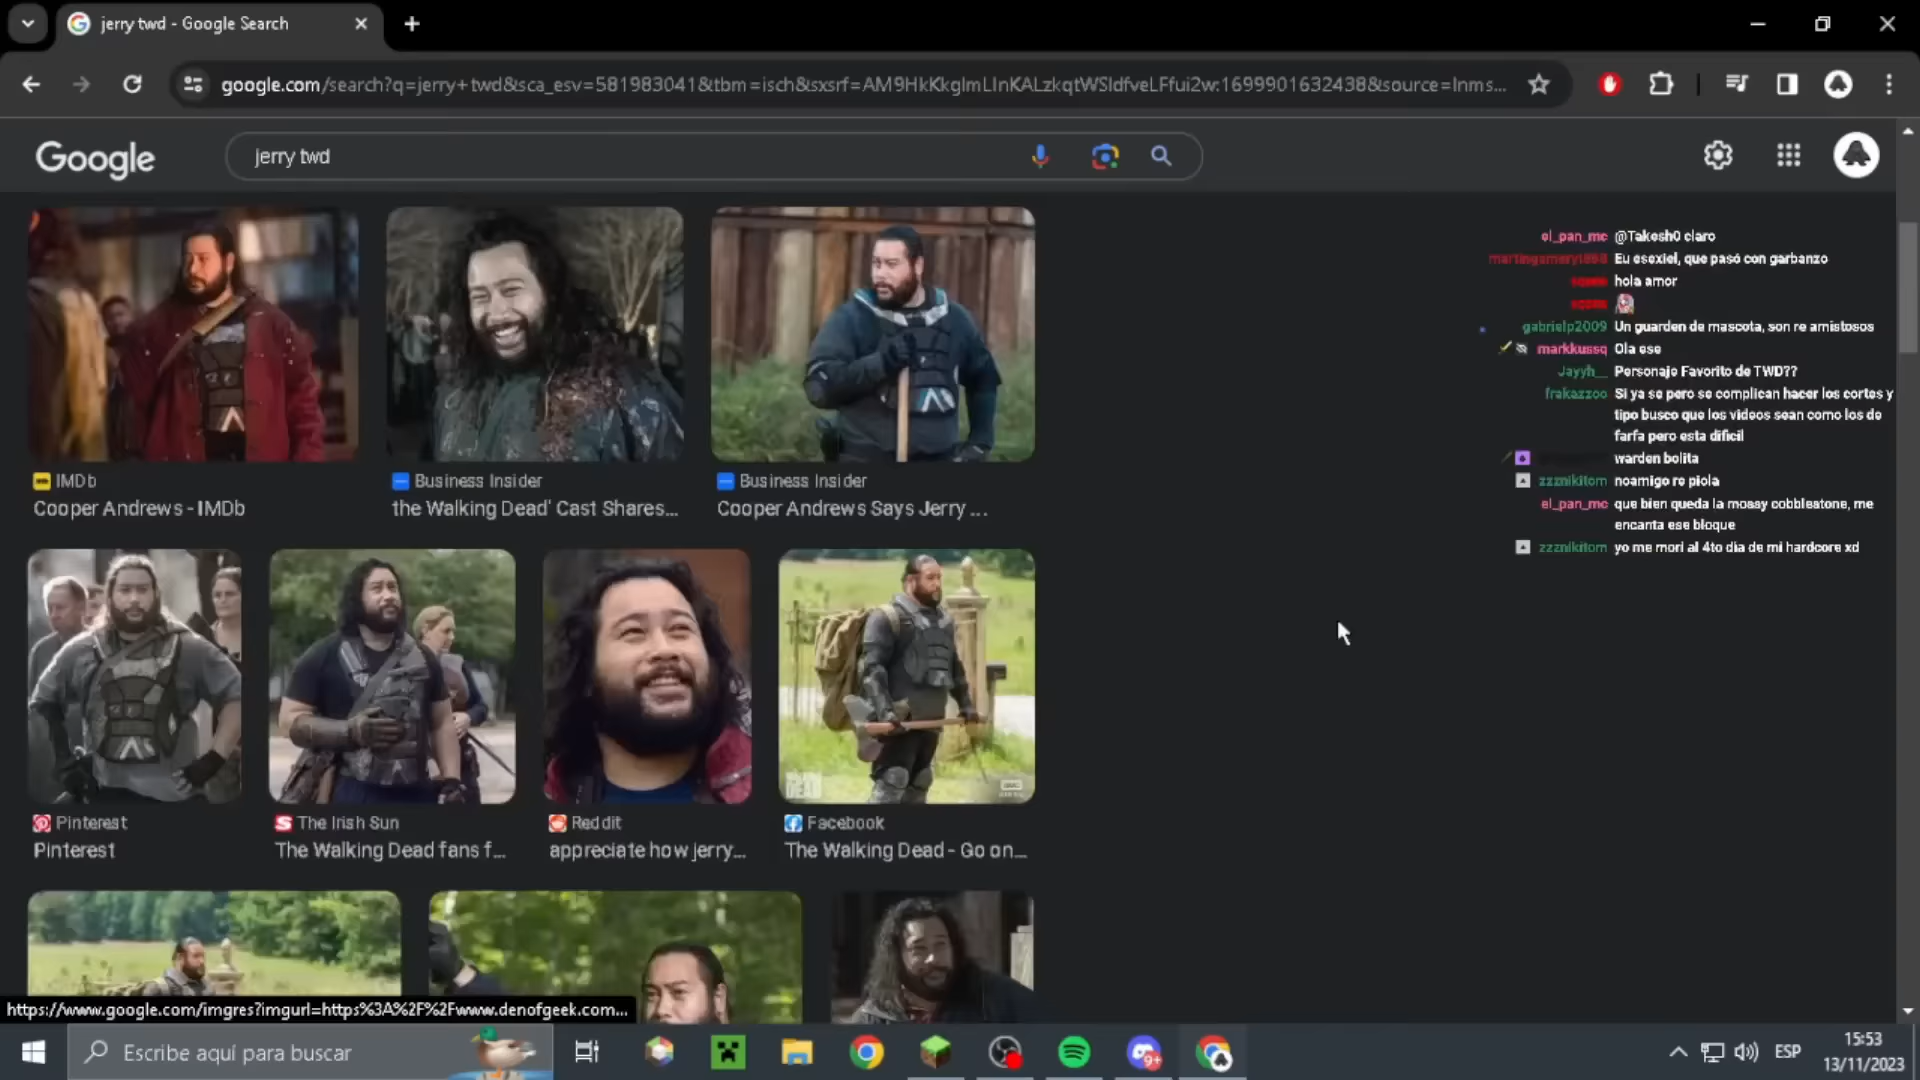 jerry twd - Google Search
google.com/search?q=jerry+twd&sca_esv=581983041&tbm=isch&sxsrf=AM9HkKkglmLInKALzkqtWSldfveLFfui2w:1699901632438&source=lnms...
Google
jerry twd
IMDb
Cooper Andrews - IMDb
Business Insider
the Walking Dead' Cast Shares...
Business Insider
Cooper Andrews Says Jerry ...
Pinterest
Pinterest
The Irish Sun
The Walking Dead fans f...
Reddit
appreciate how jerry...
Facebook
The Walking Dead - Go on...
el_pan_mc @Takesh0 claro
Eu esexiel, que pasó con garbanzo
hola amor
gabrielp2009 Un guarden de mascota, son re amistosos
markkussq Ola ese
Jayyh__ Personaje Favorito de TWD??
frakazzoo Si ya se pero se complican hacer los cortes y
tipo busco que los videos sean como los de
farfa pero esta dificil
warden bolita
zzznikitom noamigo re piola
el_pan_mc que bien queda la mossy cobblestone, me
encanta ese bloque
zzznikitom yo me mori al 4to dia de mi hardcore xd
https://www.google.com/imgres?imgurl=https%3A%2F%2Fwww.denofgeek.com...
Escribe aquí para buscar
9+
ESP
15:53
13/11/2023